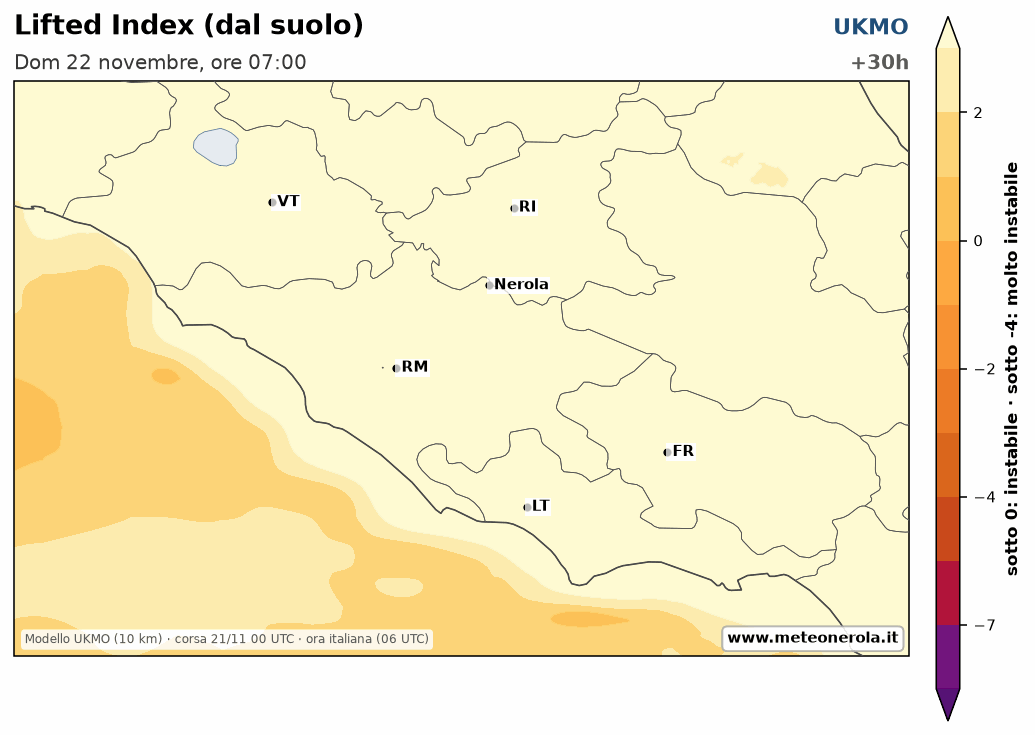 Lifted Index (dal suolo)
UKMO
Dom 22 novembre, ore 07:00
+30h
VT
RI
Nerola
RM
FR
LT
2
0
−2
−4
−7
sotto 0: instabile · sotto -4: molto instabile
Modello UKMO (10 km) · corsa 21/11 00 UTC · ora italiana (06 UTC)
www.meteonerola.it